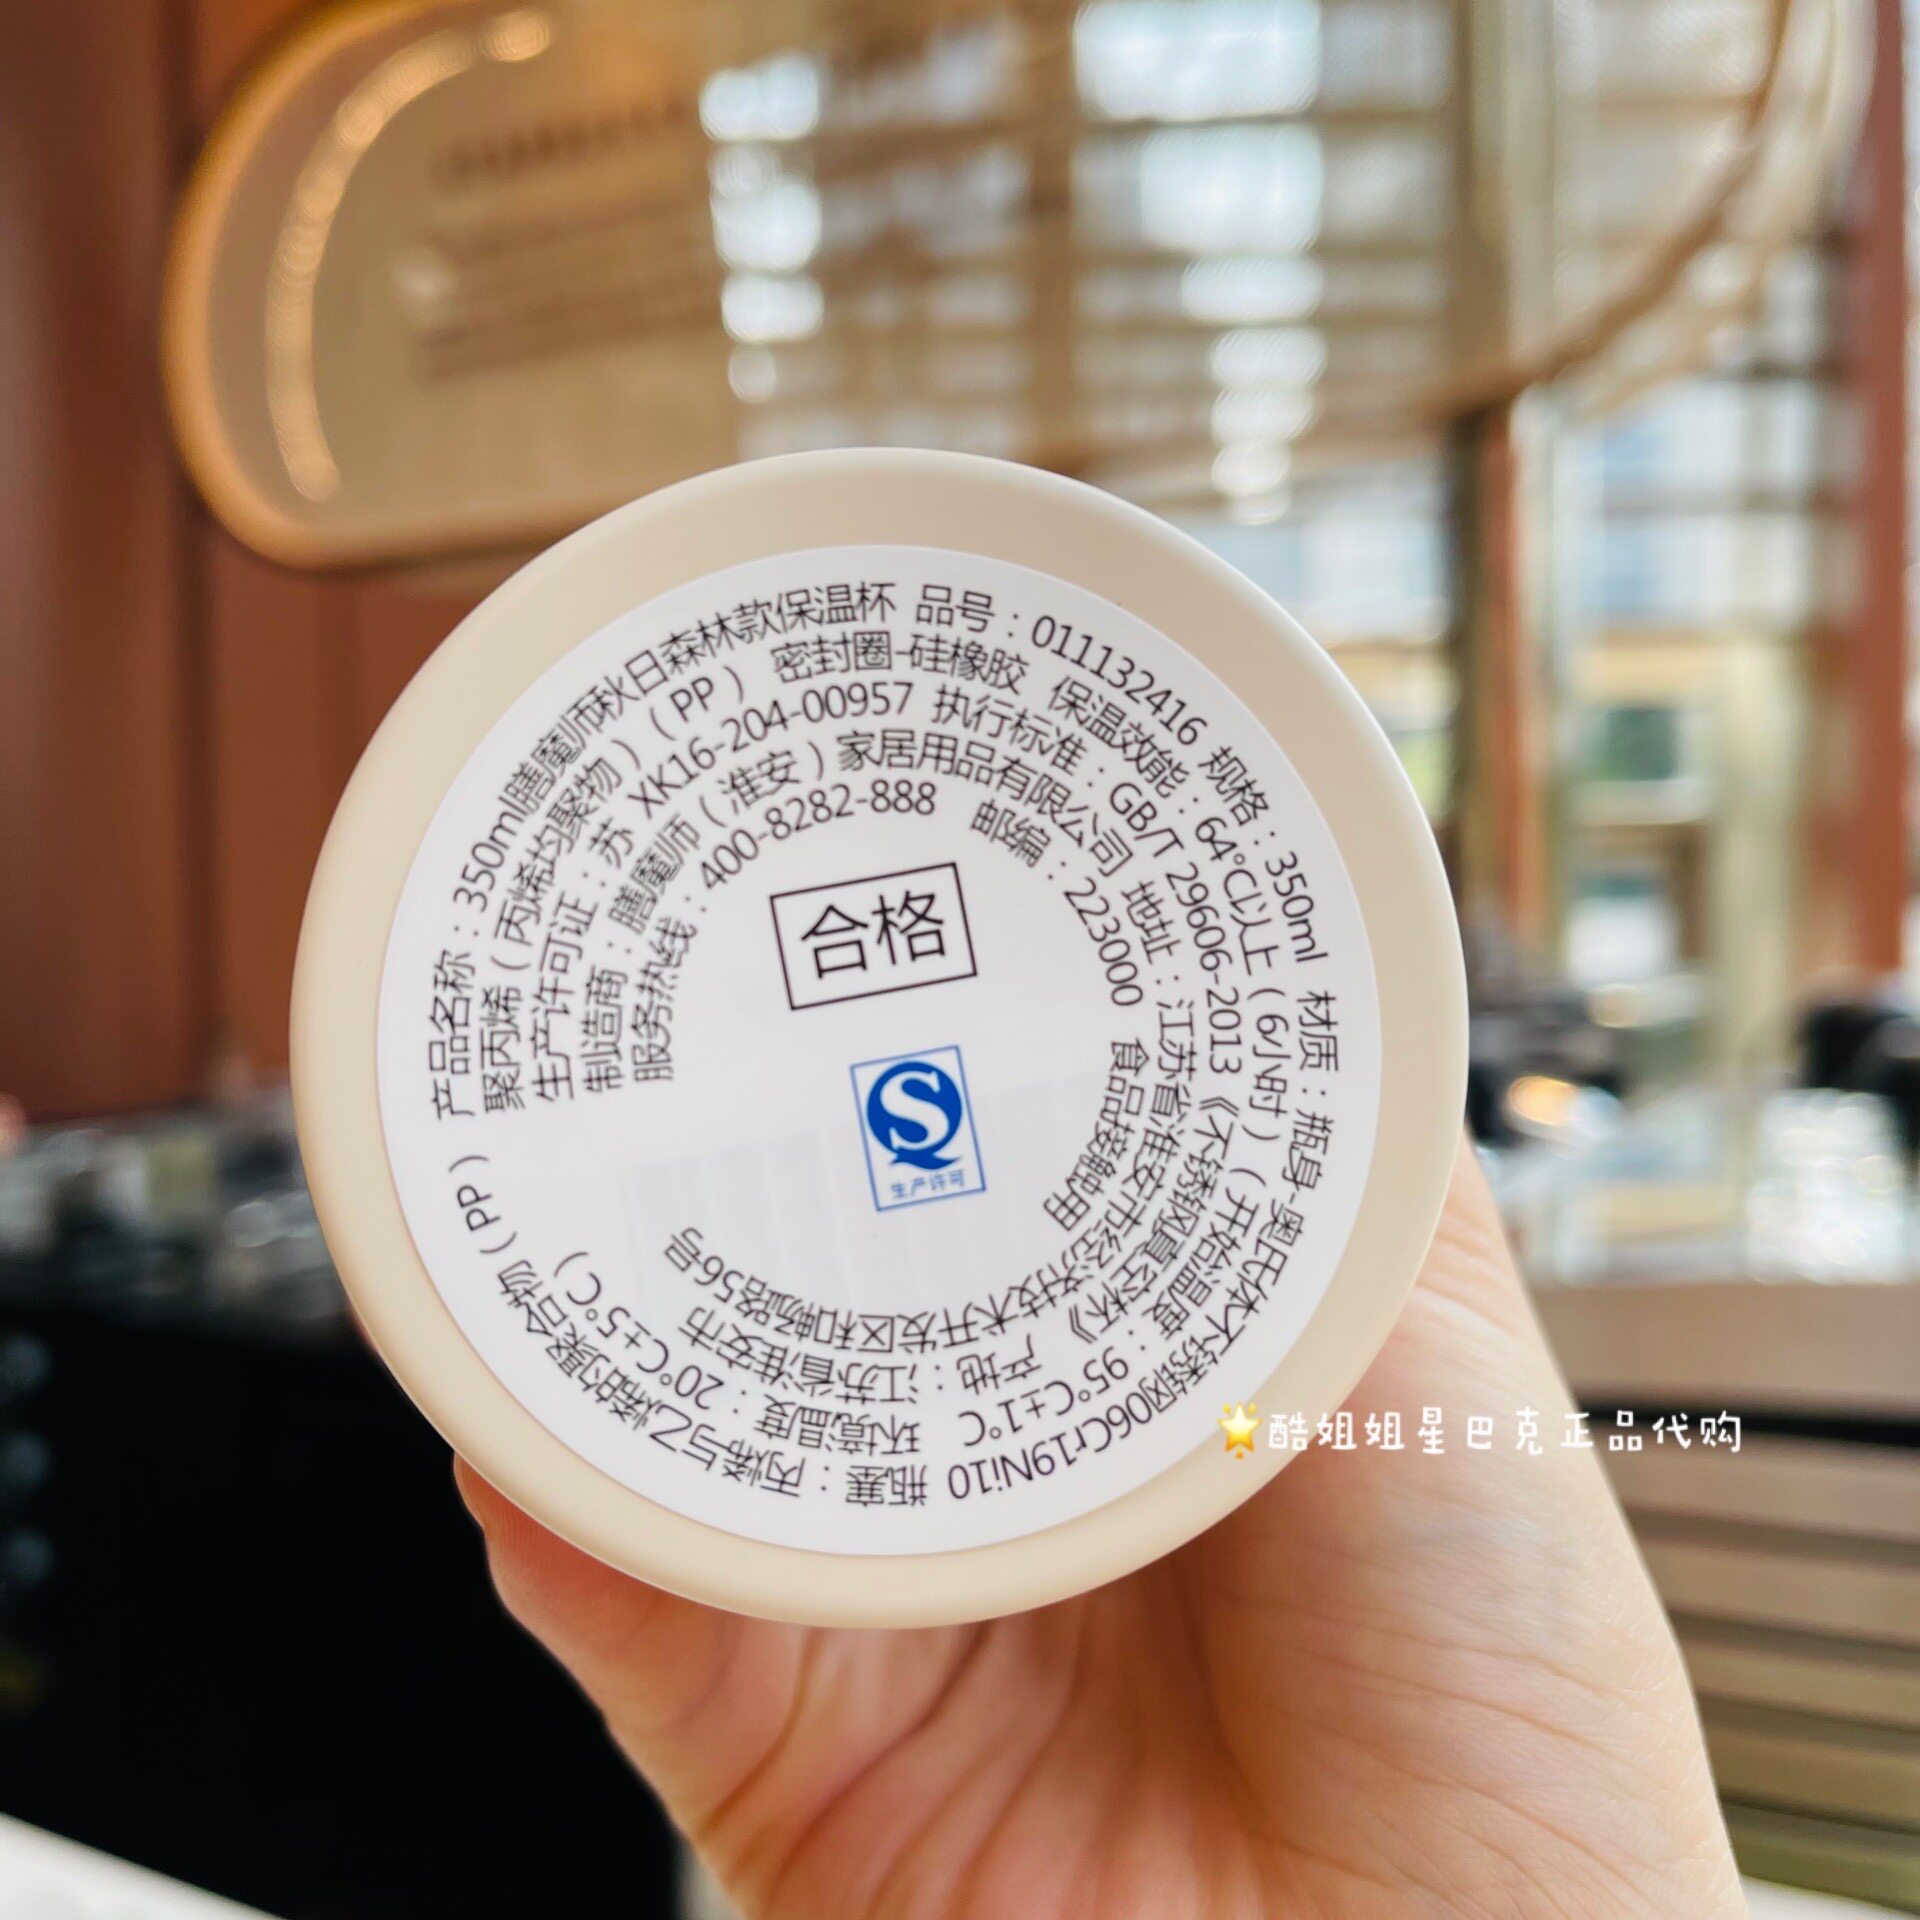 产品名称：350ml膳魔师秋日森林款保温杯 品号：011132416 规格：350ml 材质：瓶身-奥氏体不锈钢06Cr19Ni10 瓶塞：丙烯与乙烯的聚合物（PP）
聚丙烯（丙烯均聚物）（PP） 密封圈-硅橡胶 保温效能：64°C以上（6小时）（开始温度：95°C±1°C 环境温度：20°C±5°C）
生产许可证：苏 XK16-204-00957 执行标准：GB/T 29606-2013《不锈钢真空杯》 产地：江苏省淮安市
制造商：膳魔师（淮安）家居用品有限公司 地址：江苏省淮安市经济技术开发区和畅路556号
服务热线：400-8282-888 邮编：223000 食品接触用
合格
S
生产许可
酷姐姐星巴克正品代购